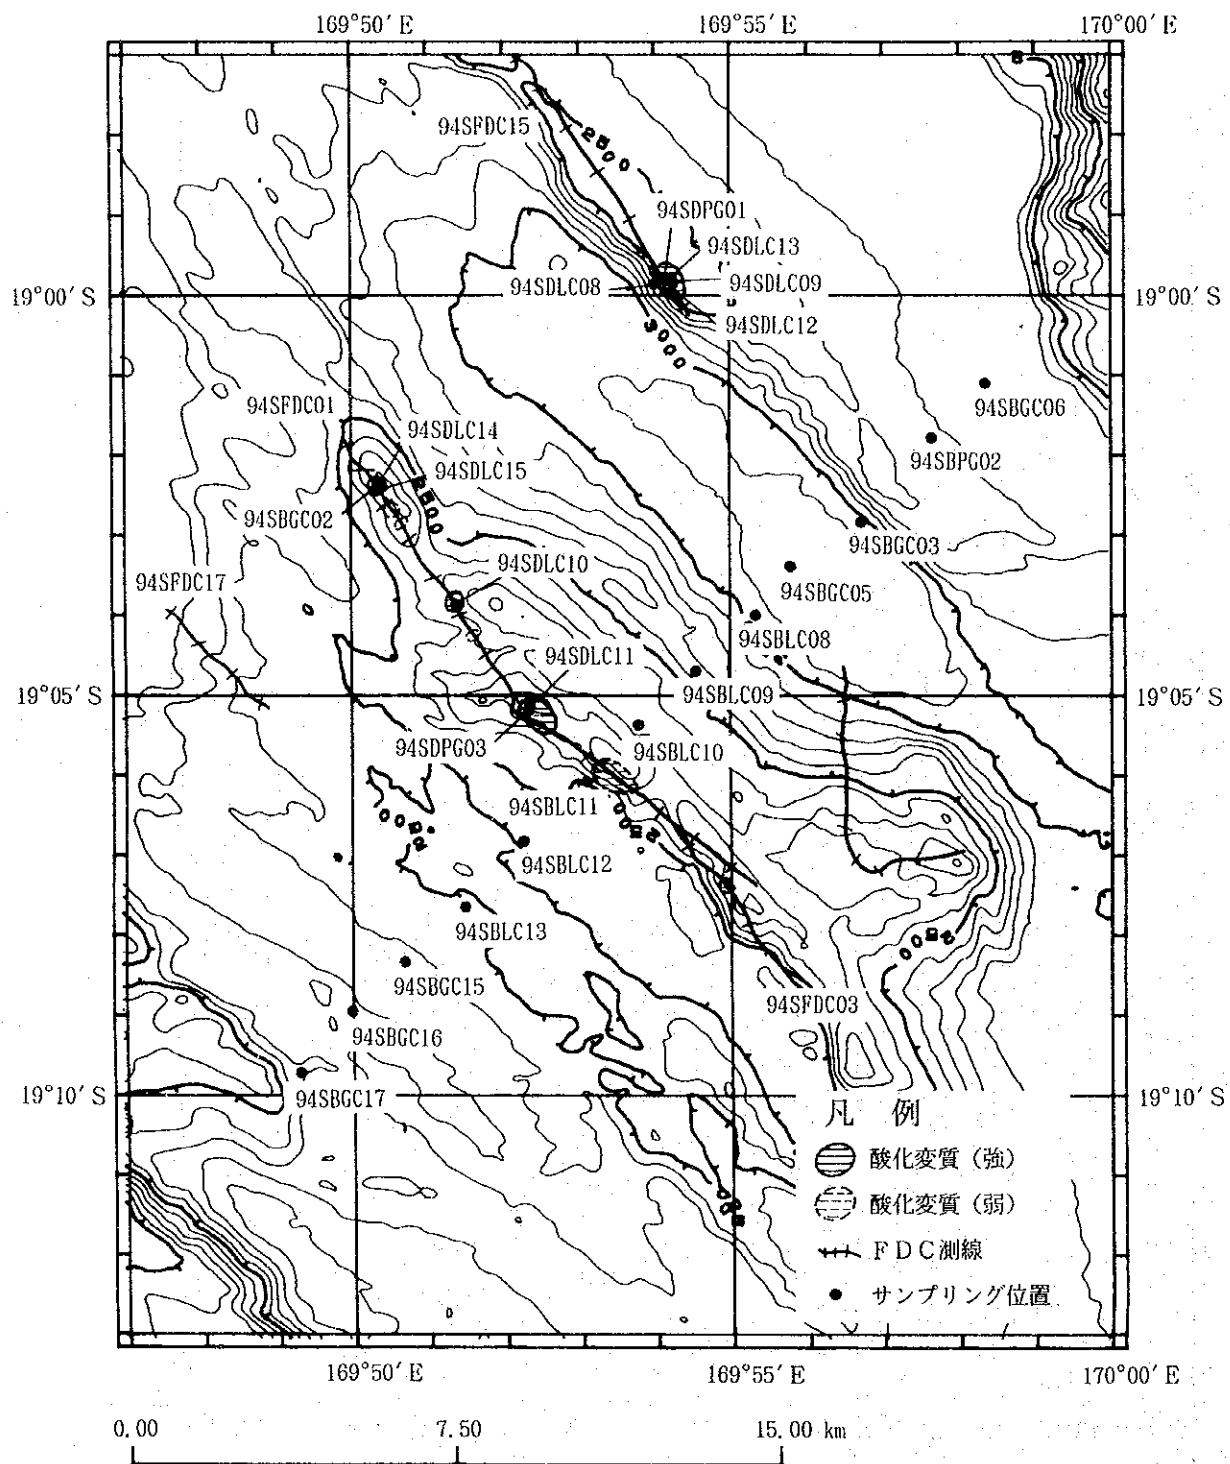 169°50′E
169°55′E
170°00′E
94SFDC15
2500
94SDPG01
94SDLC13
94SDLC08
94SDLC09
19°00′S
19°00′S
94SDLC12
3000
94SFDC01
94SBGC06
94SDLC14
94SBPG02
94SDLC15
2500
94SBGC02
94SBGC03
94SDLC10
94SFDC17
94SBGC05
94SBLC08
94SDLC11
19°05′S
19°05′S
94SBLC09
94SDPG03
94SBLC10
94SBLC11
94SBLC12
94SBLC13
94SBGC15
94SFDC03
94SBGC16
94SBGC17
19°10′S
19°10′S
凡 例
酸化変質（強）
酸化変質（弱）
ＦＤＣ測線
サンプリング位置
169°50′E
169°55′E
170°00′E
0.00
7.50
15.00 km